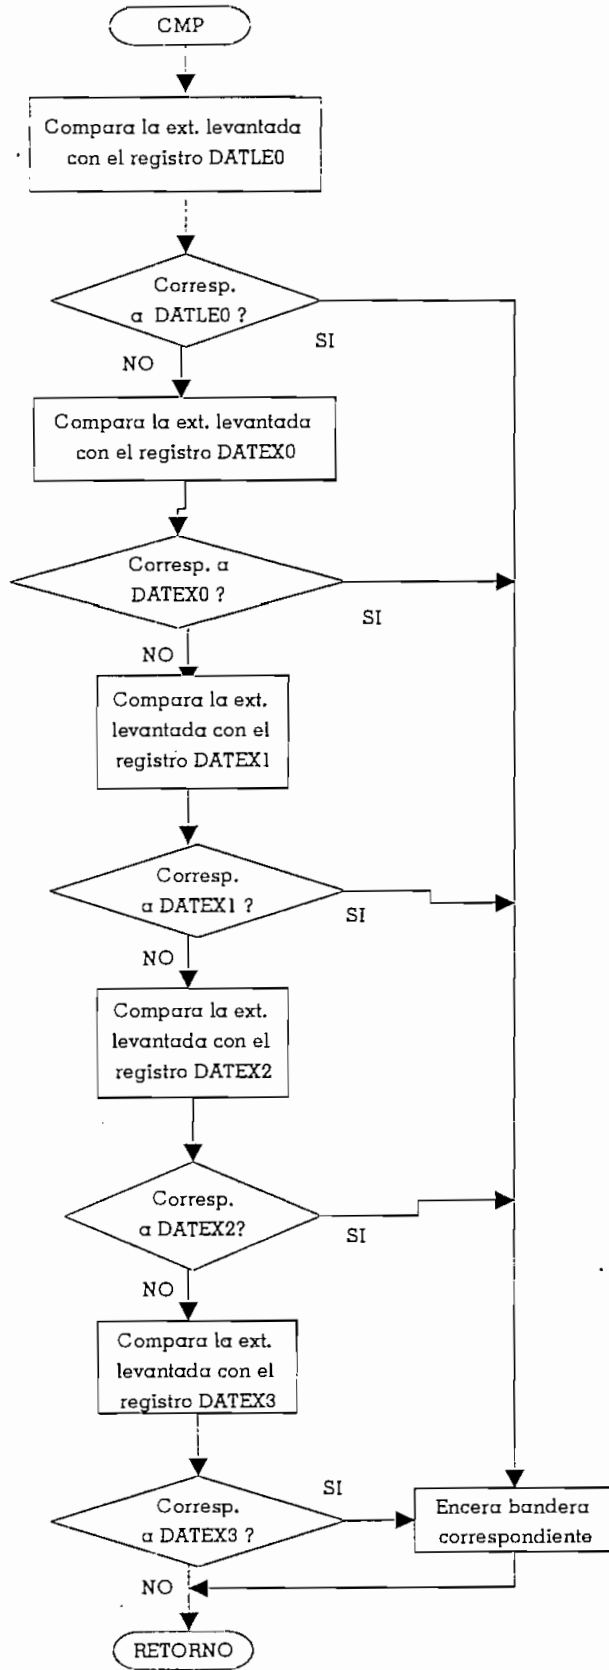 CMP
Compara la ext. levantada
con el registro DATLE0
Corresp.
a DATLE0 ?
SI
NO
Compara la ext. levantada
con el registro DATEX0
Corresp. a
DATEX0 ?
SI
NO
Compara la ext.
levantada con el
registro DATEX1
Corresp.
a DATEX1 ?
SI
NO
Compara la ext.
levantada con el
registro DATEX2
Corresp.
a DATEX2?
SI
NO
Compara la ext.
levantada con el
registro DATEX3
SI
Corresp.
a DATEX3 ?
Encera bandera
correspondiente
NO
RETORNO